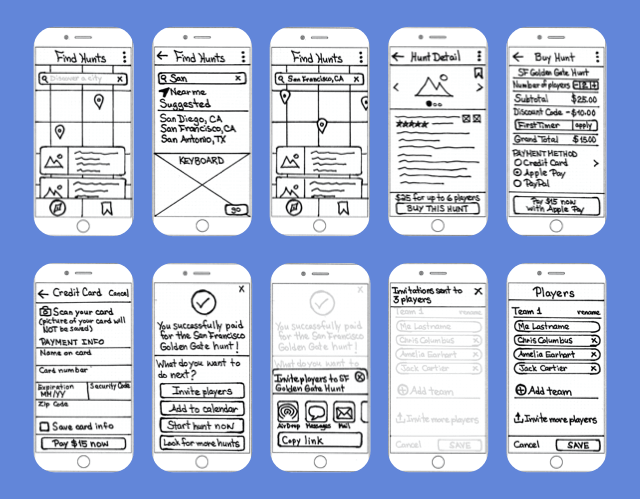 Find Hunts
Discover a city X
Find Hunts
San X
Near me
Suggested
San Diego, CA
San Francisco, CA
San Antonio, TX
KEYBOARD
GO
Find Hunts
San Francisco, CA X
Hunt Detail
$25 for up to 6 players
BUY THIS HUNT
Buy Hunt
SF Golden Gate Hunt
Number of players
Subtotal $25.00
Discount Code -$10.00
First Timer apply
Grand Total $15.00
PAYMENT METHOD
Credit Card
Apple Pay
PayPal
Pay $15 now
with Apple Pay
Credit Card Cancel
Scan your card
(picture of your card will
NOT be saved)
PAYMENT INFO
Name on card
Card number
Expiration Security Code
MM/YY
Zip Code
Save card info
Pay $15 now
X
You successfully paid
for the San Francisco
Golden Gate hunt!
What do you want to
do next?
Invite players
Add to calendar
Start hunt now
Look for more hunts
X
You successfully paid
for the San Francisco
Golden Gate hunt!
What do you want to
Invite players to SF
Golden Gate Hunt
AirDrop Messages Mail
Copy link
Invitations sent to
3 players X
Team 1 rename
Me Lastname
Chris Columbus x
Amelia Earhart x
Jack Cartier x
Add team
Invite more players
Cancel SAVE
Players
Team 1 rename
Me Lastname
Chris Columbus x
Amelia Earhart x
Jack Cartier x
Add team
Invite more players
Cancel SAVE